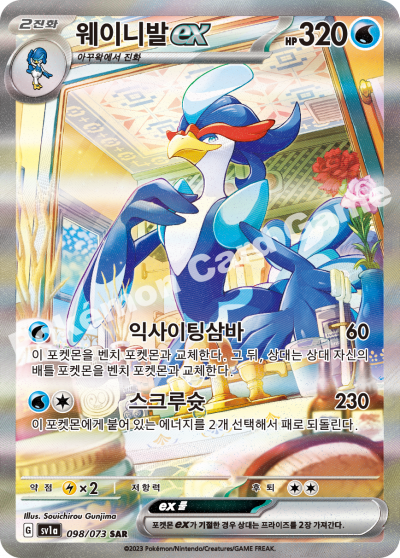 2진화
웨이니발 ex
HP 320
아꾸왁에서 진화
Pokémon Card Game
익사이팅삼바 60
이 포켓몬을 벤치 포켓몬과 교체한다. 그 뒤, 상대는 상대 자신의
배틀 포켓몬을 벤치 포켓몬과 교체한다.
스크루숏 230
이 포켓몬에게 붙어 있는 에너지를 2개 선택해서 패로 되돌린다.
약점 ×2 저항력 후퇴
Illus. Souichirou Gunjima
ex 룰
포켓몬 ex가 기절한 경우 상대는 프라이즈를 2장 가져간다.
G sv1a 098/073 SAR
©2023 Pokémon/Nintendo/Creatures/GAME FREAK.